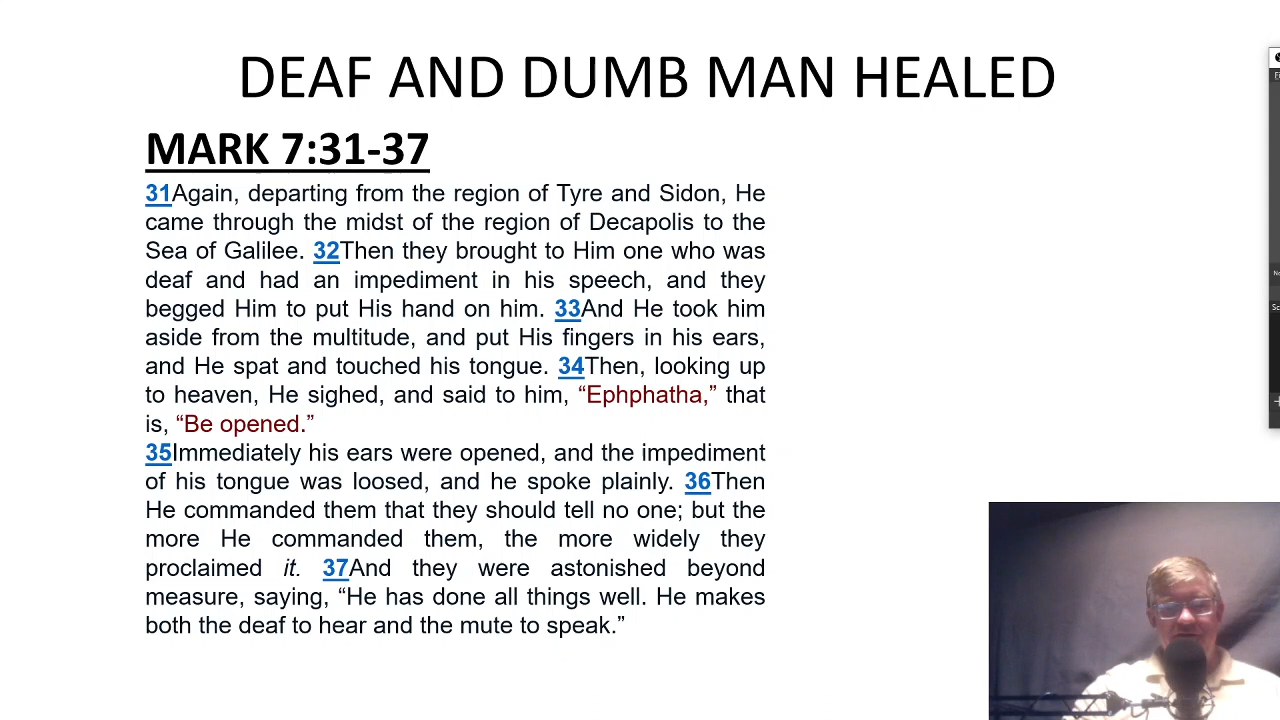 DEAF AND DUMB MAN HEALED
MARK 7:31-37
31Again, departing from the region of Tyre and Sidon, He
came through the midst of the region of Decapolis to the
Sea of Galilee. 32Then they brought to Him one who was
deaf and had an impediment in his speech, and they
begged Him to put His hand on him. 33And He took him
aside from the multitude, and put His fingers in his ears,
and He spat and touched his tongue. 34Then, looking up
to heaven, He sighed, and said to him, “Ephphatha,” that
is, “Be opened.”
35Immediately his ears were opened, and the impediment
of his tongue was loosed, and he spoke plainly. 36Then
He commanded them that they should tell no one; but the
more He commanded them, the more widely they
proclaimed it. 37And they were astonished beyond
measure, saying, “He has done all things well. He makes
both the deaf to hear and the mute to speak.”